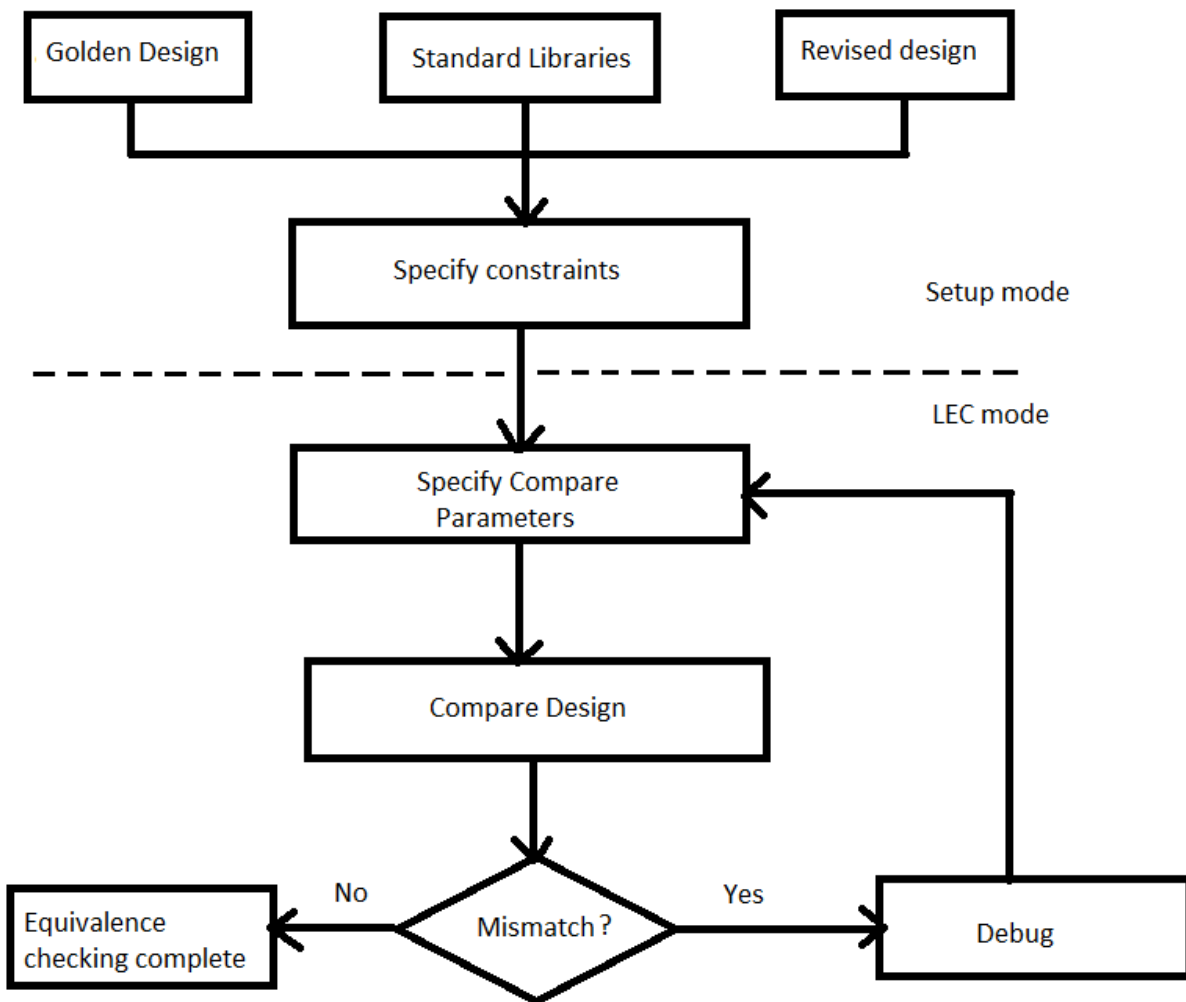 Golden Design
Standard Libraries
Revised design
Specify constraints
Setup mode
LEC mode
Specify Compare
Parameters
Compare Design
No
Mismatch?
Yes
Equivalence
checking complete
Debug